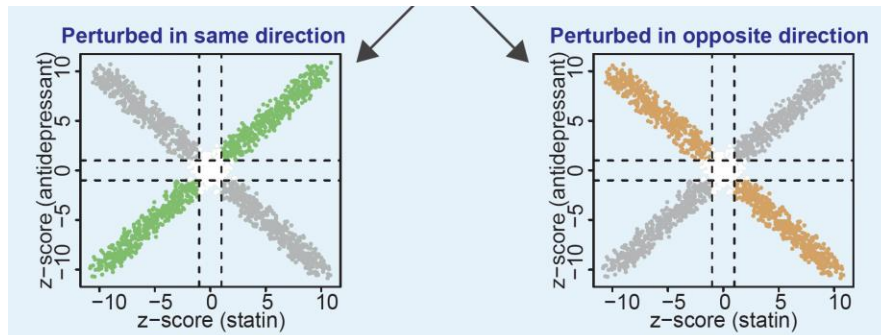 Perturbed in same direction
z−score (antidepressant)
10
5
0
−5
−10
−10 −5 0 5 10
z−score (statin)
Perturbed in opposite direction
z−score (antidepressant)
10
5
0
−5
−10
−10 −5 0 5 10
z−score (statin)